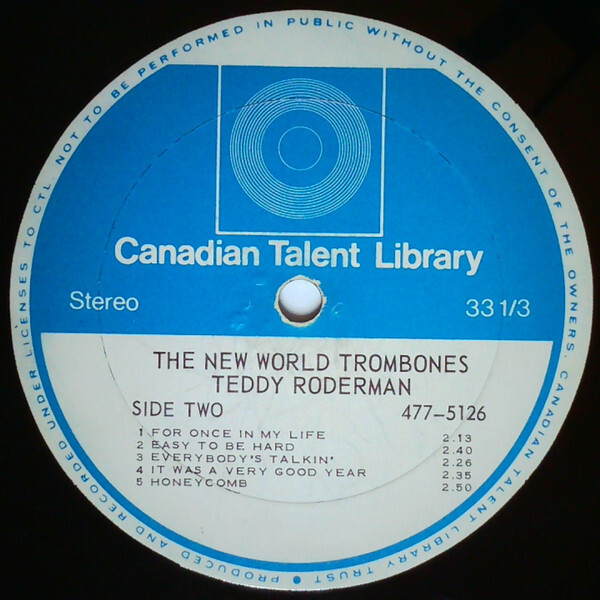 NOT TO BE PERFORMED IN PUBLIC WITHOUT THE CONSENT OF THE OWNERS. CANADIAN TALENT LIBRARY TRUST • PRODUCED AND RECORDED UNDER LICENSES TO CTL.
Canadian Talent Library
Stereo
33 1/3
THE NEW WORLD TROMBONES
TEDDY RODERMAN
SIDE TWO 477-5126
1 FOR ONCE IN MY LIFE 2.13
2 EASY TO BE HARD 2.40
3 EVERYBODY'S TALKIN' 2.26
4 IT WAS A VERY GOOD YEAR 2.35
5 HONEYCOMB 2.50